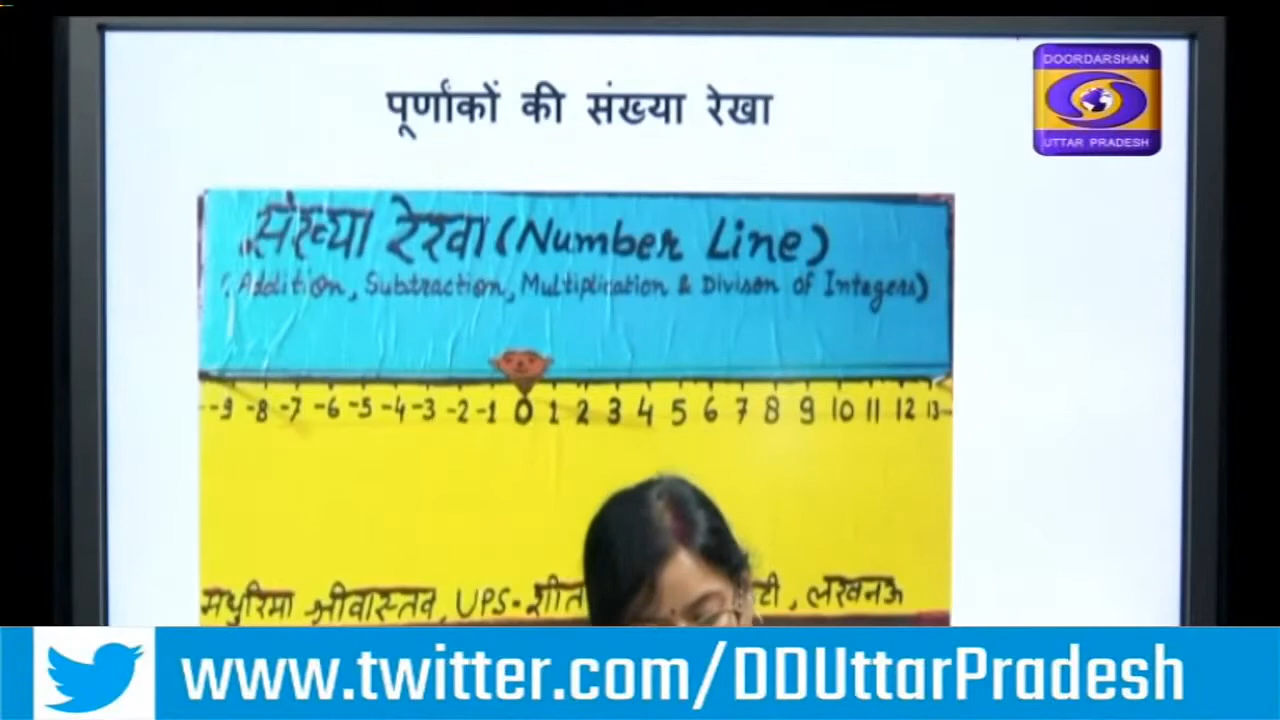 पूर्णांकों की संख्या रेखा
DOORDARSHAN
UTTAR PRADESH
संख्या रेखा (Number Line)
(Addition, Subtraction, Multiplication & Divison of Integers)
-9 -8 -7 -6 -5 -4 -3 -2 -1 0 1 2 3 4 5 6 7 8 9 10 11 12 13
मधुरिमा श्रीवास्तव, UPS-शीत टी, लखनऊ
www.twitter.com/DDUttarPradesh